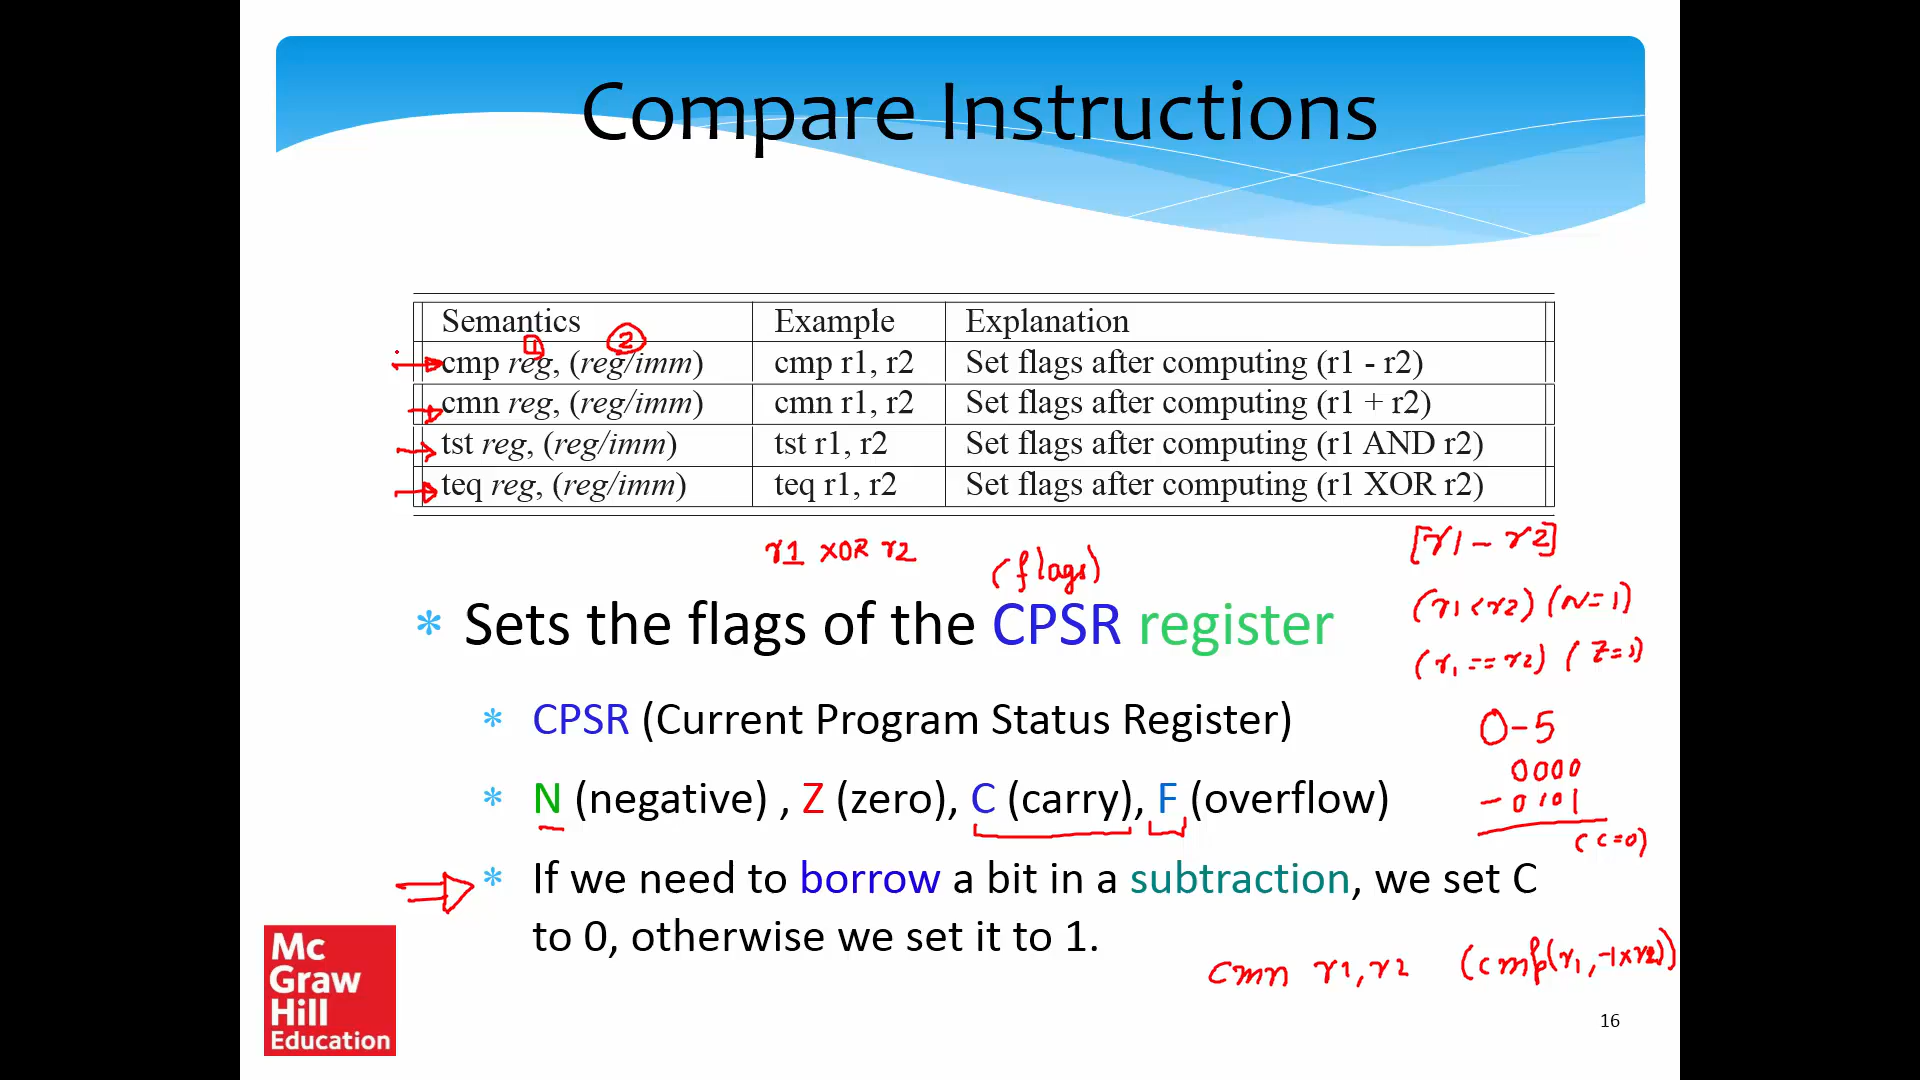 Compare Instructions
Semantics Example Explanation
1 2
cmp reg, (reg/imm) cmp r1, r2 Set flags after computing (r1 - r2)
cmn reg, (reg/imm) cmn r1, r2 Set flags after computing (r1 + r2)
tst reg, (reg/imm) tst r1, r2 Set flags after computing (r1 AND r2)
teq reg, (reg/imm) teq r1, r2 Set flags after computing (r1 XOR r2)
r1 XOR r2
(flags)
[r1 - r2]
(r1 < r2) (N=1)
(r1 == r2) (Z=1)
* Sets the flags of the CPSR register
* CPSR (Current Program Status Register)
0-5
0000
- 0101
(C=0)
* N (negative) , Z (zero), C (carry), F (overflow)
* If we need to borrow a bit in a subtraction, we set C
to 0, otherwise we set it to 1.
cmn r1, r2 (cmp(r1, -1xr2))
Mc
Graw
Hill
Education
16